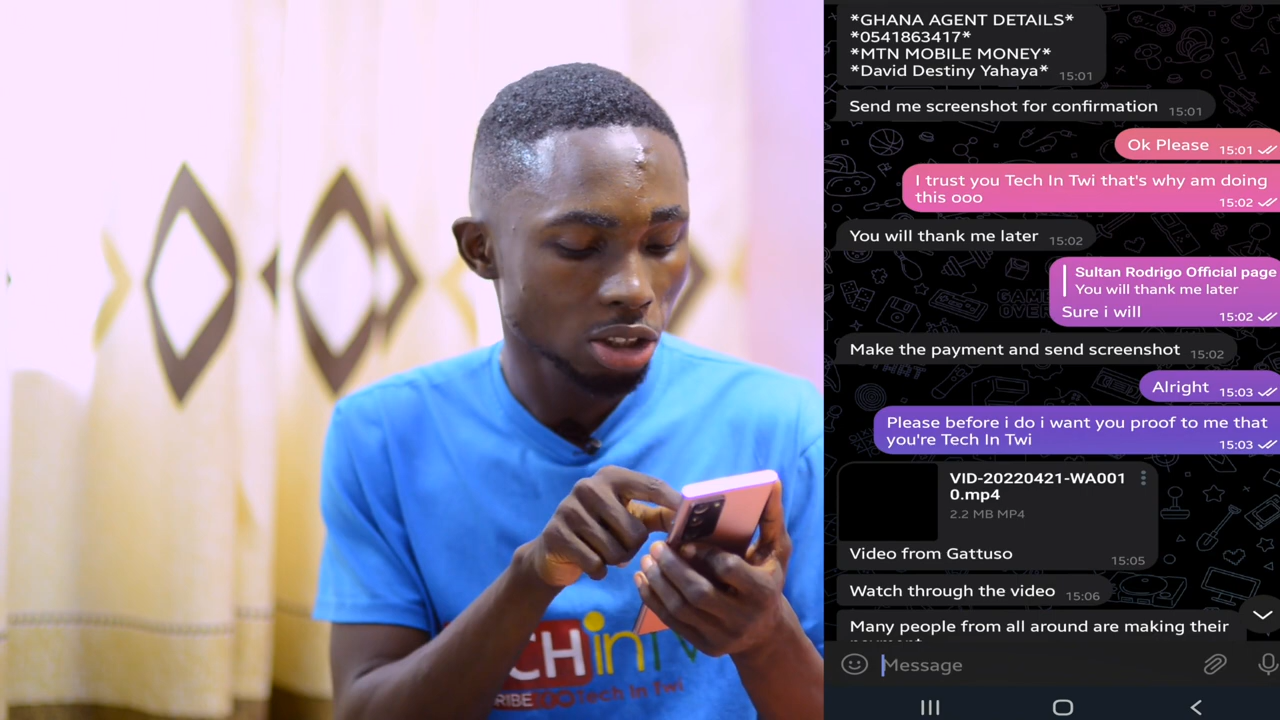 *GHANA AGENT DETAILS*
*0541863417*
*MTN MOBILE MONEY*
*David Destiny Yahaya* 15:01
Send me screenshot for confirmation 15:01
Ok Please 15:01
I trust you Tech In Twi that's why am doing
this ooo 15:02
You will thank me later 15:02
Sultan Rodrigo Official page
You will thank me later
Sure i will 15:02
Make the payment and send screenshot 15:02
Alright 15:03
Please before i do i want you proof to me that
you're Tech In Twi 15:03
VID-20220421-WA001
0.mp4
2.2 MB MP4
Video from Gattuso 15:05
Watch through the video 15:06
Many people from all around are making their
Message
CH in
Tech in Twi